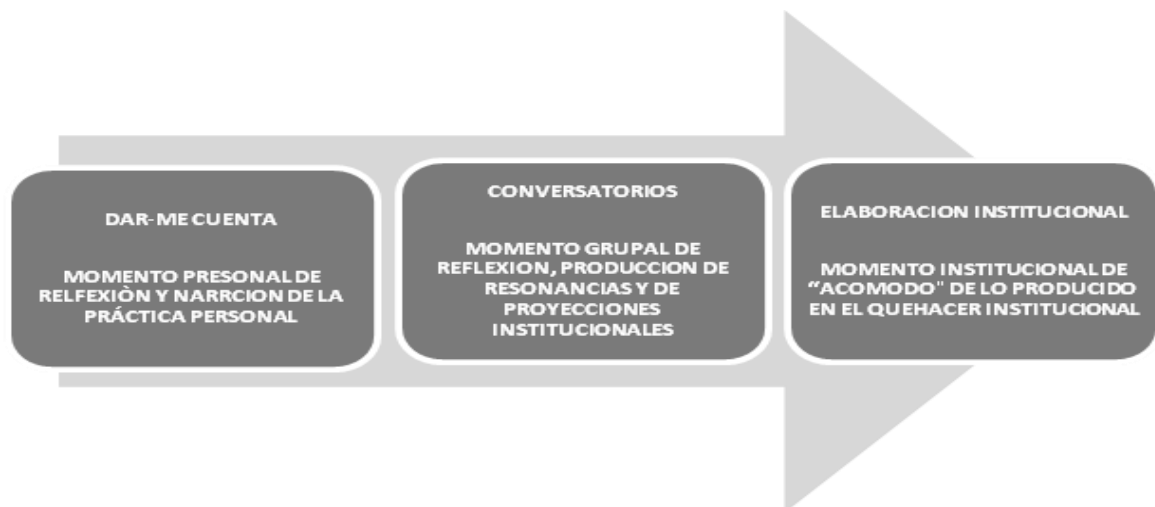 DAR-ME CUENTA
MOMENTO PRESONAL DE
RELFEXIÒN Y NARRCION DE LA
PRÁCTICA PERSONAL
CONVERSATORIOS
MOMENTO GRUPAL DE
REFLEXION, PRODUCCION DE
RESONANCIAS Y DE
PROYECCIONES
INSTITUCIONALES
ELABORACION INSTITUCIONAL
MOMENTO INSTITUCIONAL DE
“ACOMODO" DE LO PRODUCIDO
EN EL QUEHACER INSTITUCIONAL